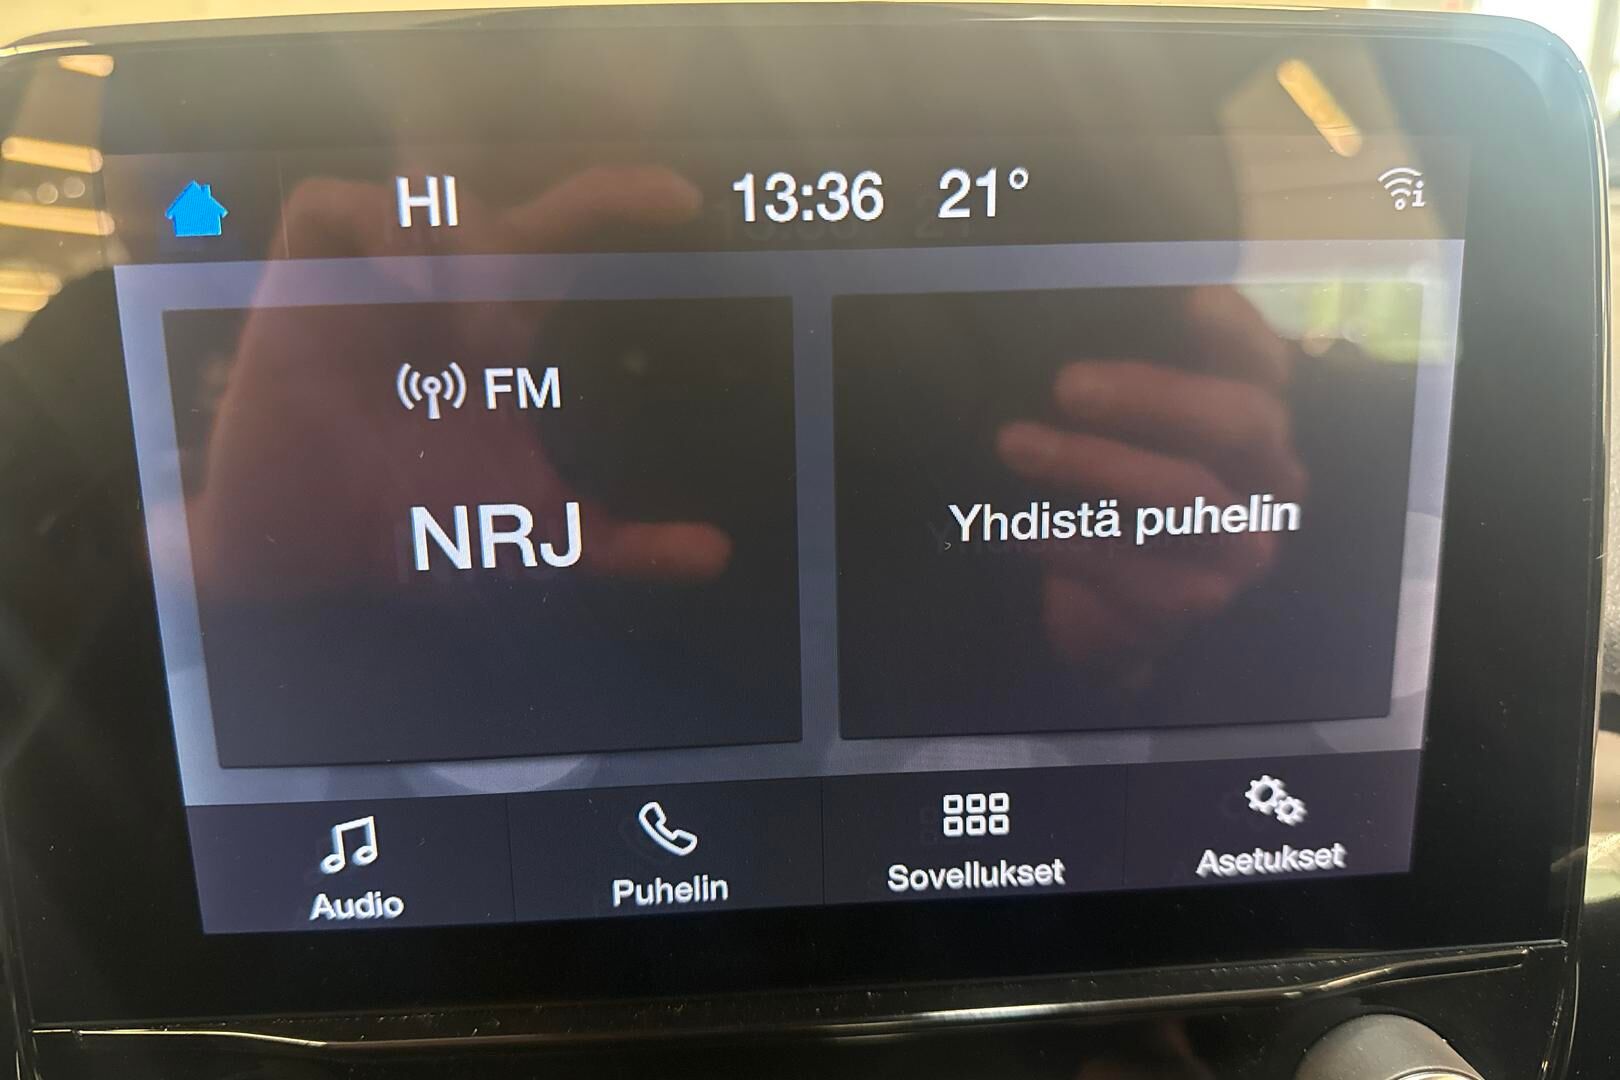 HI 13:36 21°
FM
NRJ
Yhdistä puhelin
Audio Puhelin Sovellukset Asetukset